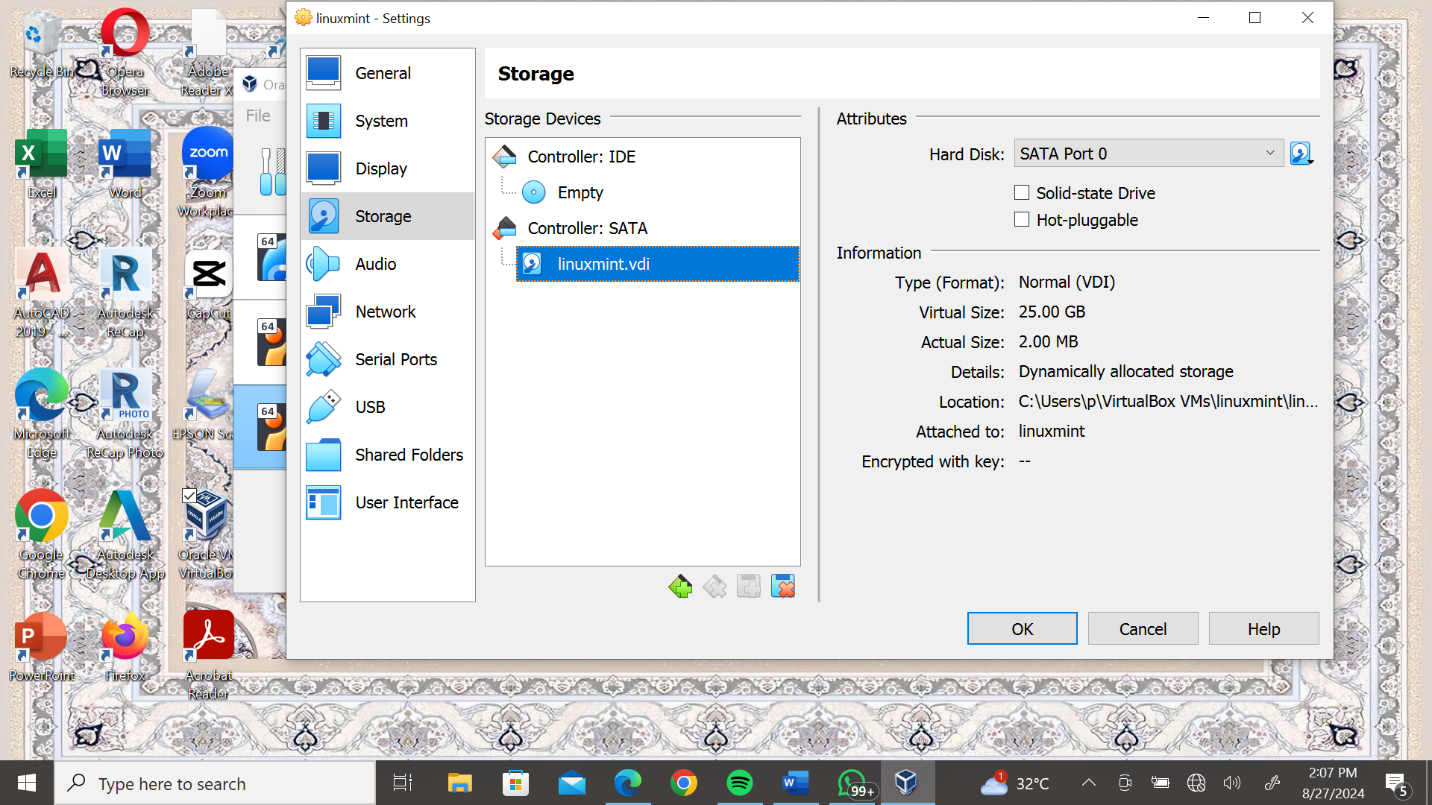 linuxmint - Settings
Recycle Bin
Opera
Browser
Adobe
Reader X
Ora
File
General
System
Display
Storage
Audio
Network
Serial Ports
USB
Shared Folders
User Interface
Storage
Storage Devices
Controller: IDE
Empty
Controller: SATA
linuxmint.vdi
Attributes
Hard Disk:
SATA Port 0
Solid-state Drive
Hot-pluggable
Information
Type (Format): Normal (VDI)
Virtual Size: 25.00 GB
Actual Size: 2.00 MB
Details: Dynamically allocated storage
Location: C:\Users\p\VirtualBox VMs\linuxmint\lin...
Attached to: linuxmint
Encrypted with key: --
OK
Cancel
Help
Excel
Word
zoom
Zoom
Workplac
64
64
64
AutoCAD
2019 - ...
Autodesk
ReCap
CapCut
Microsoft
Edge
PHOTO
Autodesk
ReCap Photo
EPSON Sc
Google
Chrome
Autodesk
Desktop App
Oracle VM
VirtualBo
PowerPoint
Firefox
Acrobat
Reader
Type here to search
99+
1
32°C
2:07 PM
8/27/2024
5